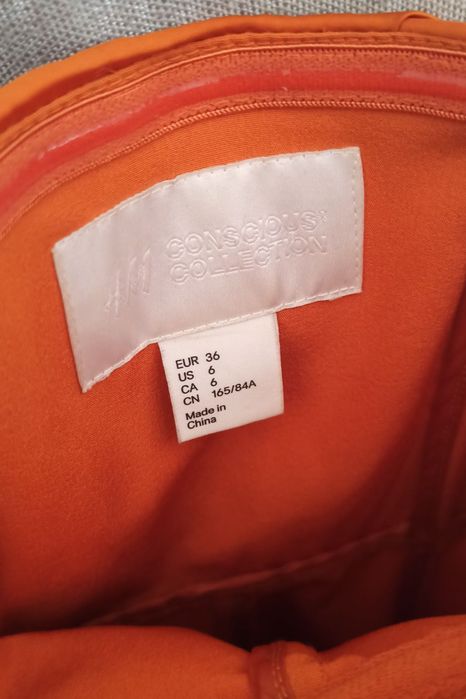 H&M CONSCIOUS
COLLECTION
EUR 36
US 6
CA 6
CN 165/84A
Made in
China